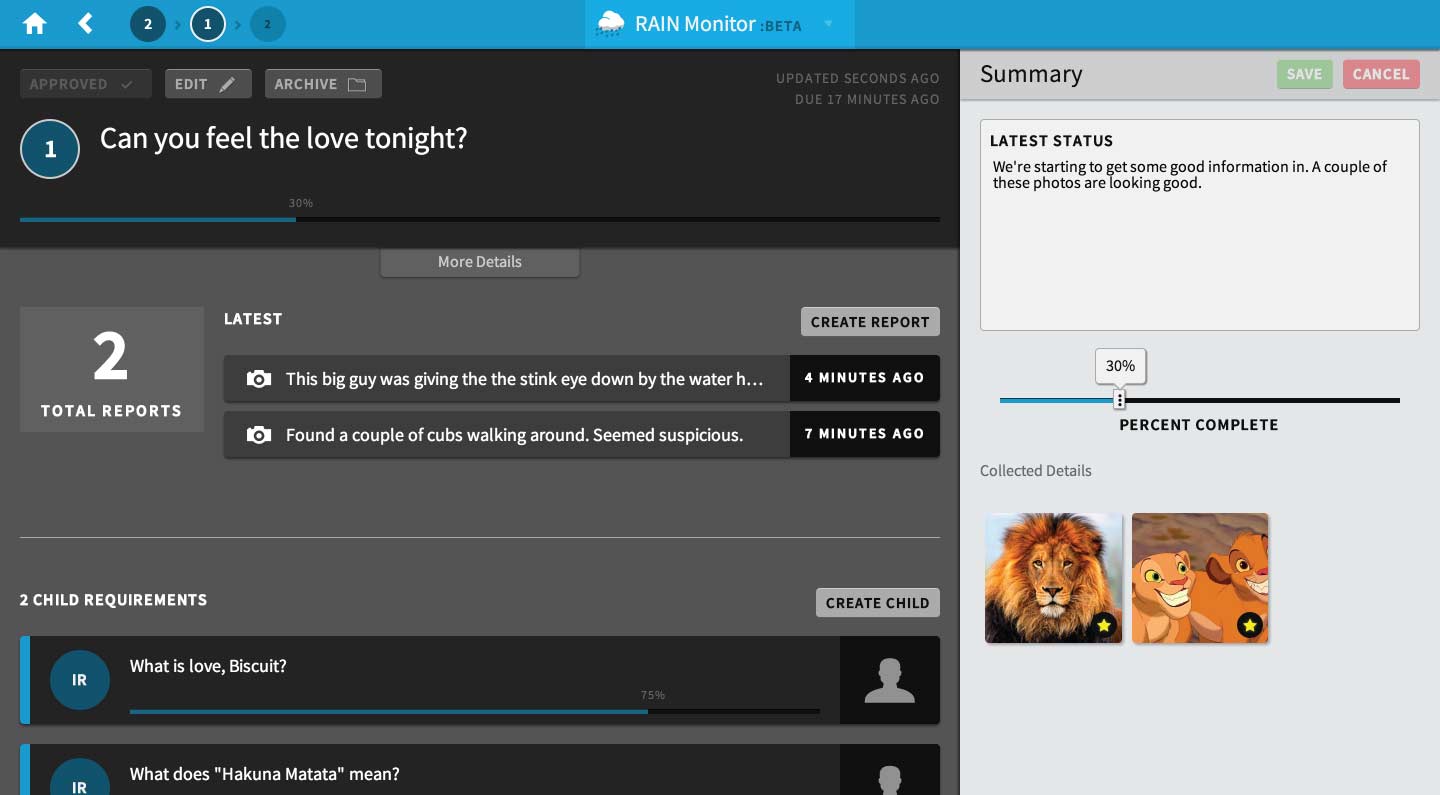 2
1
2
RAIN Monitor :BETA
APPROVED
EDIT
ARCHIVE
UPDATED SECONDS AGO
DUE 17 MINUTES AGO
1
Can you feel the love tonight?
30%
More Details
2
TOTAL REPORTS
LATEST
CREATE REPORT
This big guy was giving the the stink eye down by the water h...
4 MINUTES AGO
Found a couple of cubs walking around. Seemed suspicious.
7 MINUTES AGO
2 CHILD REQUIREMENTS
CREATE CHILD
IR
What is love, Biscuit?
75%
IR
What does "Hakuna Matata" mean?
Summary
SAVE
CANCEL
LATEST STATUS
We're starting to get some good information in. A couple of
these photos are looking good.
30%
PERCENT COMPLETE
Collected Details